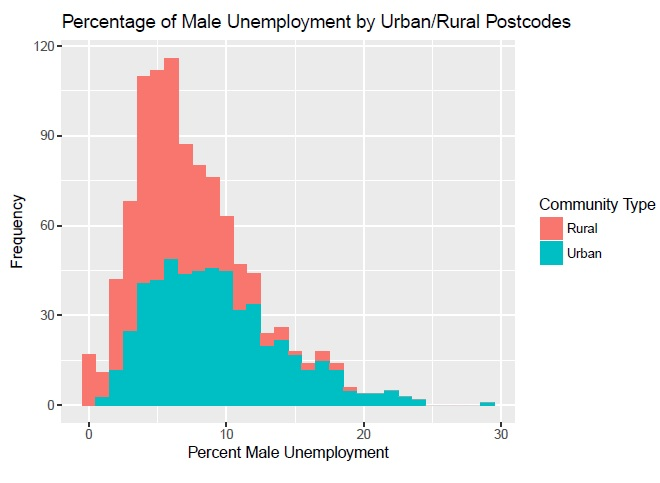 Percentage of Male Unemployment by Urban/Rural Postcodes
120
90
60
30
0
Frequency
0 10 20 30
Percent Male Unemployment
Community Type
Rural
Urban